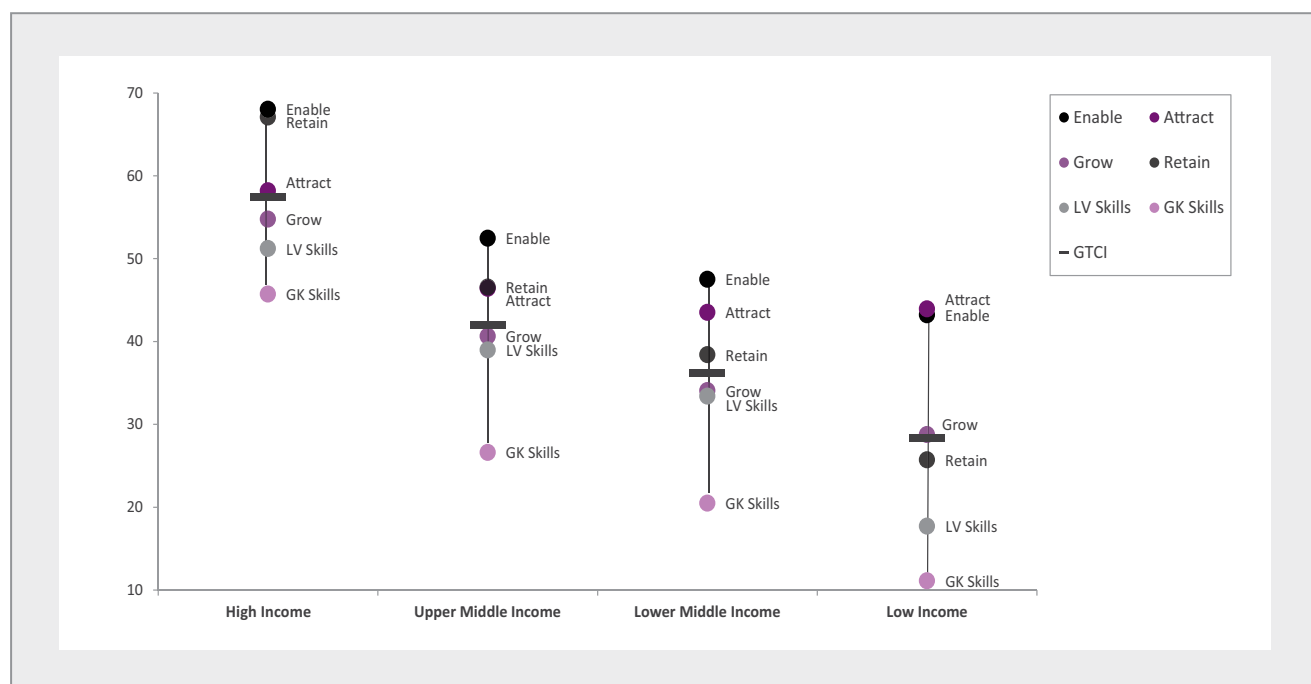 70
60
50
40
30
20
10
Enable
Retain
Attract
Grow
LV Skills
GK Skills
Enable
Retain
Attract
Grow
LV Skills
GK Skills
Enable
Attract
Retain
Grow
LV Skills
GK Skills
Attract
Enable
Grow
Retain
LV Skills
GK Skills
High Income
Upper Middle Income
Lower Middle Income
Low Income
Enable Attract
Grow Retain
LV Skills GK Skills
GTCI